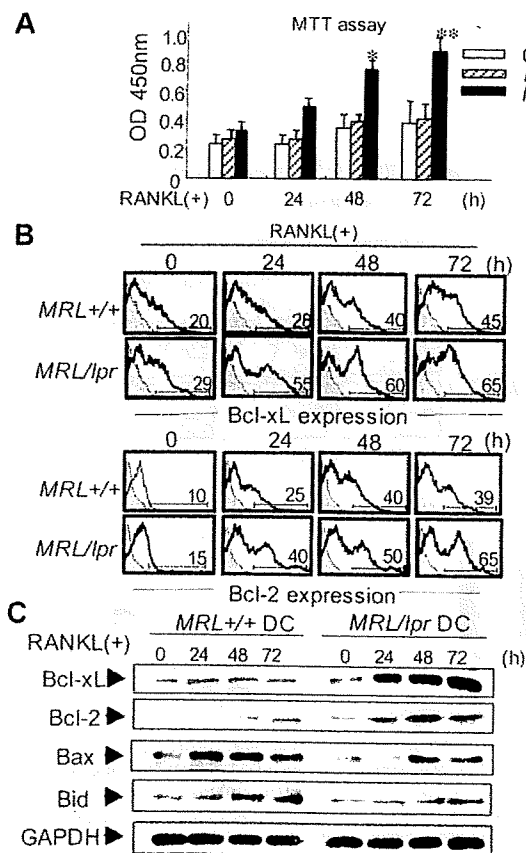 A
MTT assay
OD 450nm
1.0
0.8
0.6
0.4
0.2
0
* **
RANKL(+) 0 24 48 72 (h)
B
RANKL(+)
0 24 48 72 (h)
MRL+/+ 20 28 40 45
MRL/lpr 29 55 60 65
Bcl-xL expression
0 24 48 72 (h)
MRL+/+ 10 25 40 39
MRL/lpr 15 40 50 65
Bcl-2 expression
C
MRL+/+ DC MRL/lpr DC
RANKL(+) 0 24 48 72 0 24 48 72 (h)
Bcl-xL
Bcl-2
Bax
Bid
GAPDH